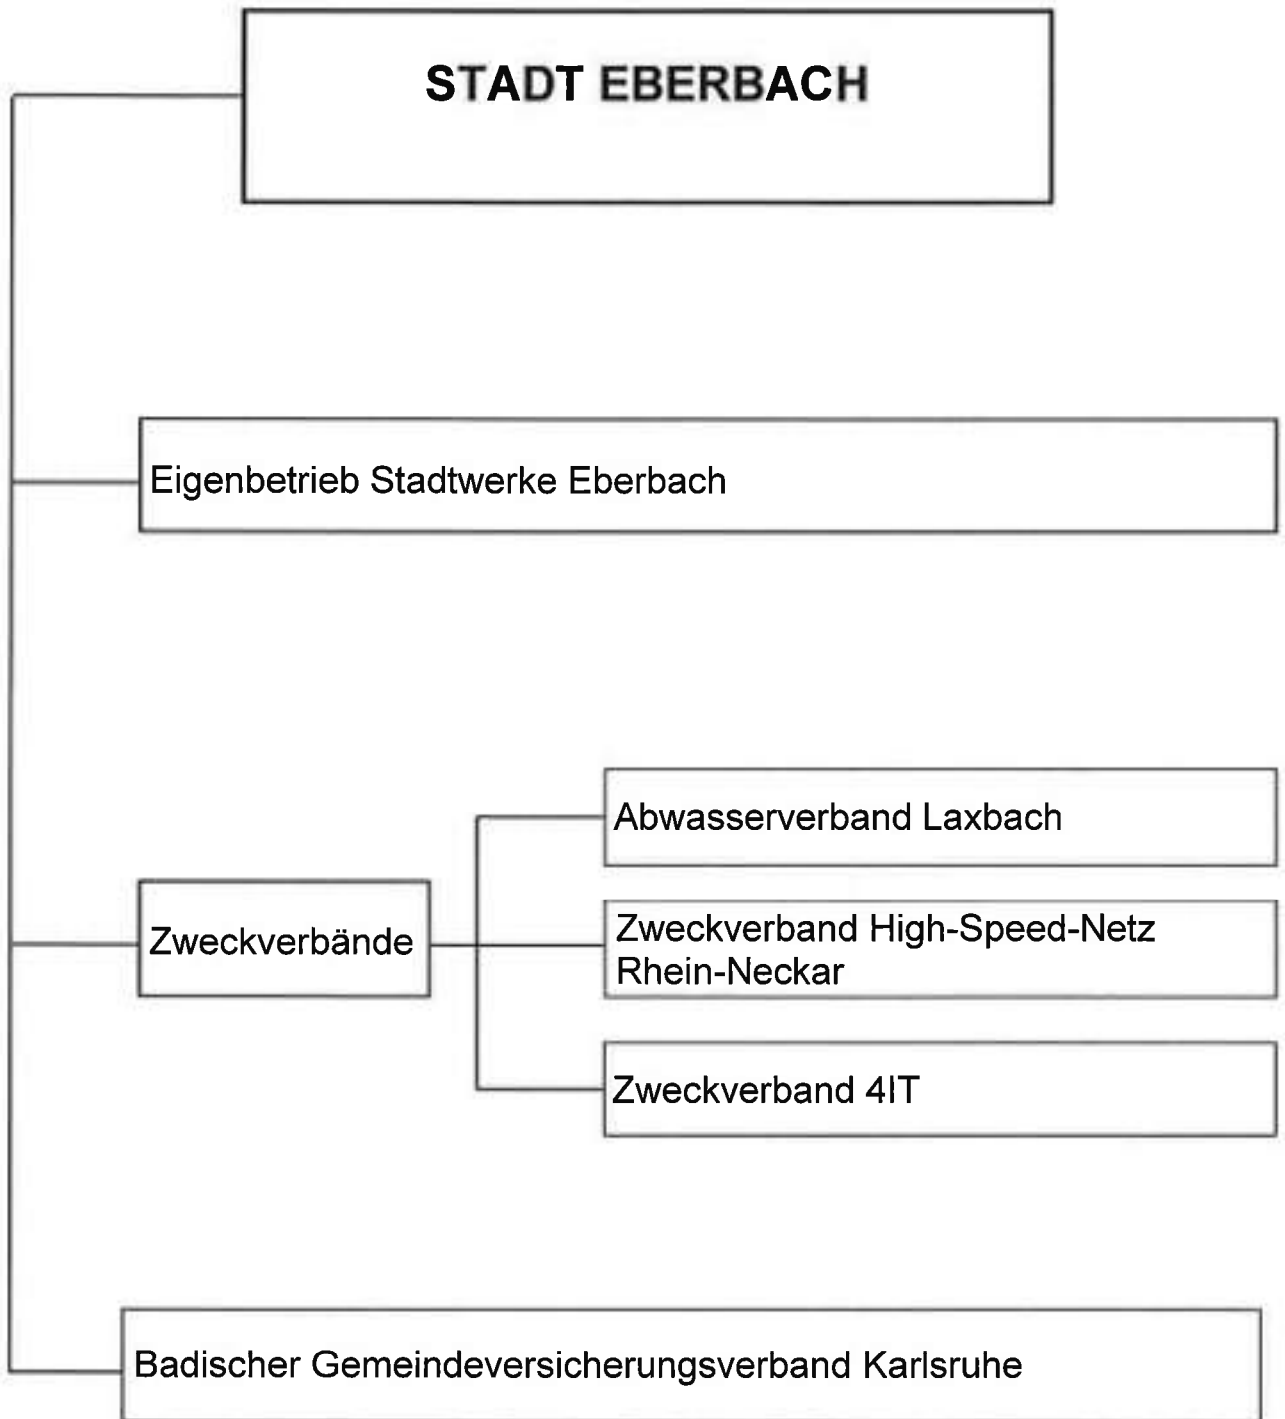 STADT EBERBACH
Eigenbetrieb Stadtwerke Eberbach
Abwasserverband Laxbach
Zweckverbände
Zweckverband High-Speed-Netz
Rhein-Neckar
Zweckverband 4IT
Badischer Gemeindeversicherungsverband Karlsruhe